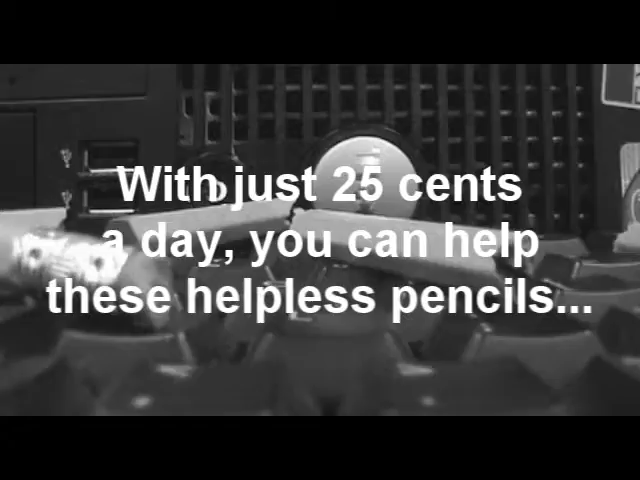 With just 25 cents
a day, you can help
these helpless pencils...